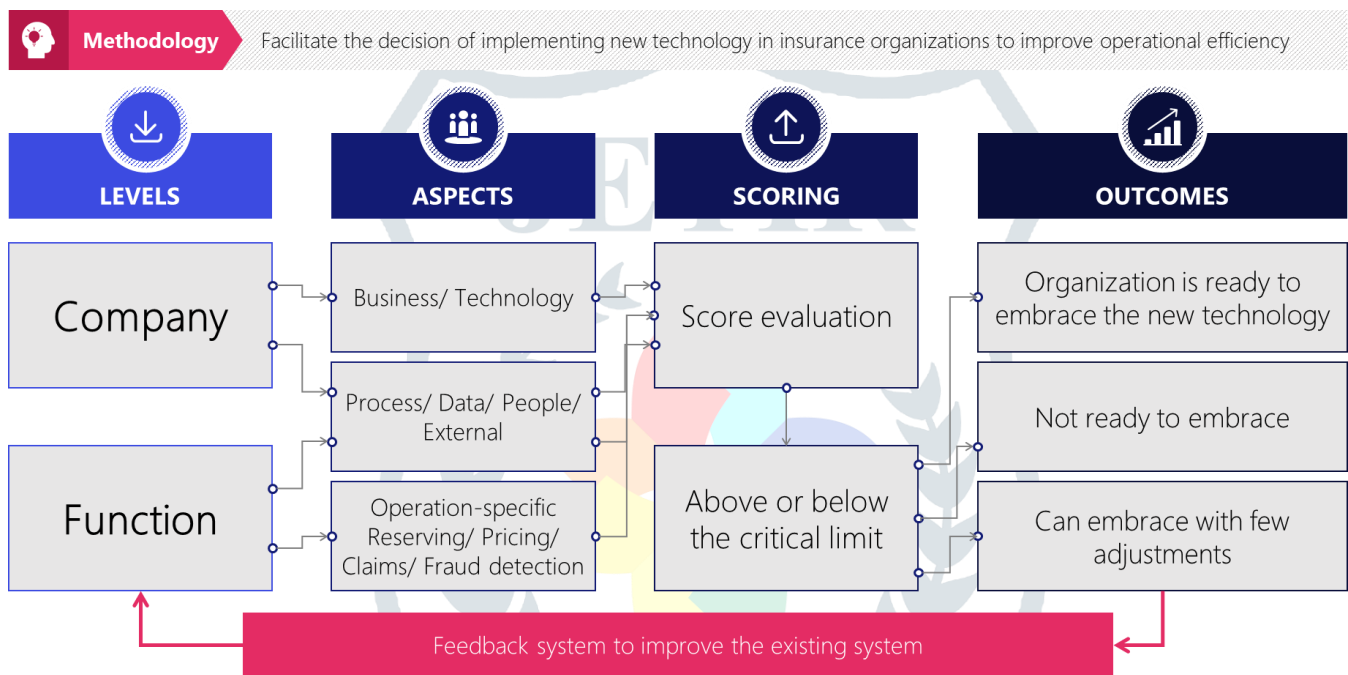 Methodology
Facilitate the decision of implementing new technology in insurance organizations to improve operational efficiency
LEVELS
ASPECTS
SCORING
OUTCOMES
JETIR
Company
Business/ Technology
Score evaluation
Organization is ready to
embrace the new technology
Process/ Data/ People/
External
Not ready to embrace
Function
Operation-specific
Reserving/ Pricing/
Claims/ Fraud detection
Above or below
the critical limit
Can embrace with few
adjustments
Feedback system to improve the existing system